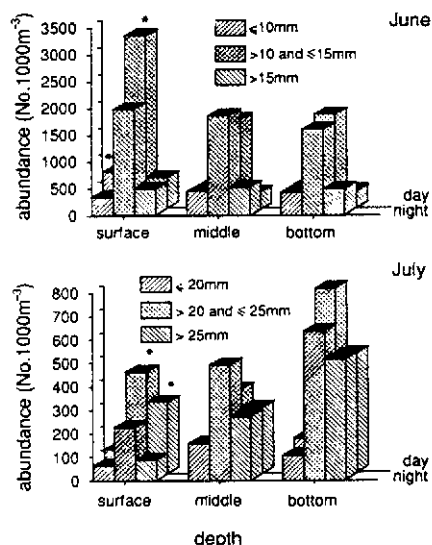 June
abundance (No.1000m⁻³)
3500
3000
2500
2000
1500
1000
500
0
⩽10mm
>10 and ⩽15mm
>15mm
*
**
surface middle bottom
day
night
July
abundance (No.1000m⁻³)
800
700
600
500
400
300
200
100
0
⩽ 20mm
> 20 and ⩽ 25mm
> 25mm
*
*
surface middle bottom
day
night
depth